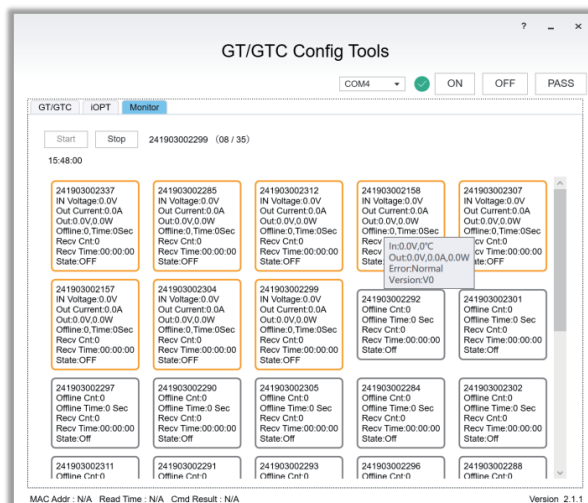 ? – ×
GT/GTC Config Tools
COM4 ON OFF PASS
GT/GTC iOPT Monitor
Start Stop 241903002299 (08 / 35)
15:48:00
241903002337
IN Voltage:0.0V
Out Current:0.0A
Out:0.0V,0.0W
Offline:0,Time:0Sec
Recv Cnt:0
Recv Time:00:00:00
State:OFF
241903002285
IN Voltage:0.0V
Out Current:0.0A
Out:0.0V,0.0W
Offline:0,Time:0Sec
Recv Cnt:0
Recv Time:00:00:00
State:OFF
241903002312
IN Voltage:0.0V
Out Current:0.0A
Out:0.0V,0.0W
Offline:0,Time:0Sec
Recv Cnt:0
Recv Time:00:00:00
State:OFF
241903002158
IN Voltage:0.0V
Out Current:0.0A
Out:0.0V,0.0W
Offline:0,Time:0Sec
241903002307
IN Voltage:0.0V
Out Current:0.0A
Out:0.0V,0.0W
Offline:0,Time:0Sec
In:0.0V,0°C
Out:0.0V,0.0A,0.0W
Error:Normal
Version:V0
241903002157
IN Voltage:0.0V
Out Current:0.0A
Out:0.0V,0.0W
Offline:0,Time:0Sec
Recv Cnt:0
Recv Time:00:00:00
State:OFF
241903002304
IN Voltage:0.0V
Out Current:0.0A
Out:0.0V,0.0W
Offline:0,Time:0Sec
Recv Cnt:0
Recv Time:00:00:00
State:OFF
241903002299
IN Voltage:0.0V
Out Current:0.0A
Out:0.0V,0.0W
Offline:0,Time:0Sec
Recv Cnt:0
Recv Time:00:00:00
State:OFF
241903002292
Offline Cnt:0
Offline Time:0 Sec
Recv Cnt:0
Recv Time:00:00:00
State:Off
241903002301
Offline Cnt:0
Offline Time:0 Sec
Recv Cnt:0
Recv Time:00:00:00
State:Off
241903002297
Offline Cnt:0
Offline Time:0 Sec
Recv Cnt:0
Recv Time:00:00:00
State:Off
241903002290
Offline Cnt:0
Offline Time:0 Sec
Recv Cnt:0
Recv Time:00:00:00
State:Off
241903002305
Offline Cnt:0
Offline Time:0 Sec
Recv Cnt:0
Recv Time:00:00:00
State:Off
241903002284
Offline Cnt:0
Offline Time:0 Sec
Recv Cnt:0
Recv Time:00:00:00
State:Off
241903002302
Offline Cnt:0
Offline Time:0 Sec
Recv Cnt:0
Recv Time:00:00:00
State:Off
241903002311
Offline Cnt:0
241903002291
Offline Cnt:0
241903002293
Offline Cnt:0
241903002296
Offline Cnt:0
241903002288
Offline Cnt:0
MAC Addr : N/A Read Time : N/A Cmd Result : N/A Version 2.1.1